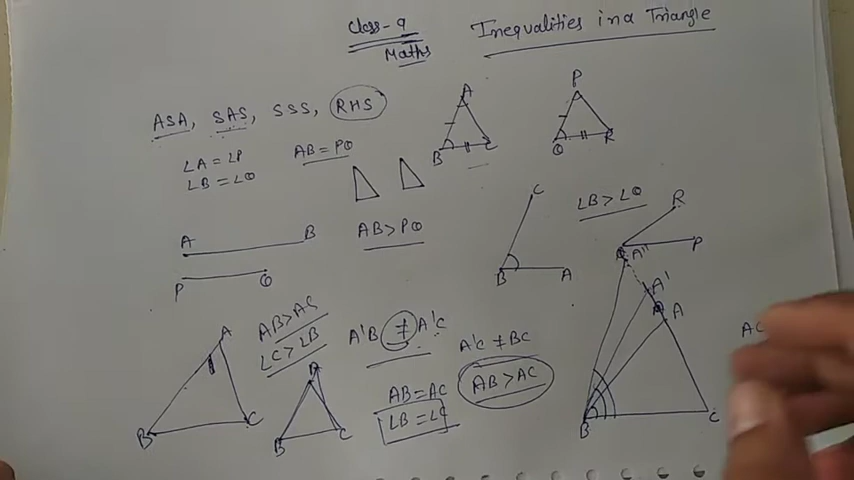 Class-9
Maths
Inequalities in a Triangle
ASA, SAS, SSS, RHS
∠A = ∠P
∠B = ∠Q
AB = PQ
A
B
C
P
Q
R
A
B
P
Q
AB > PQ
C
B
A
∠B > ∠Q
R
P
A
B
C
AB > AC
∠C > ∠B
A'B ≠ A'C
A'C ≠ BC
A
B
C
AB = AC
∠B = ∠C
AB > AC
A"
A'
A
B
C
AC